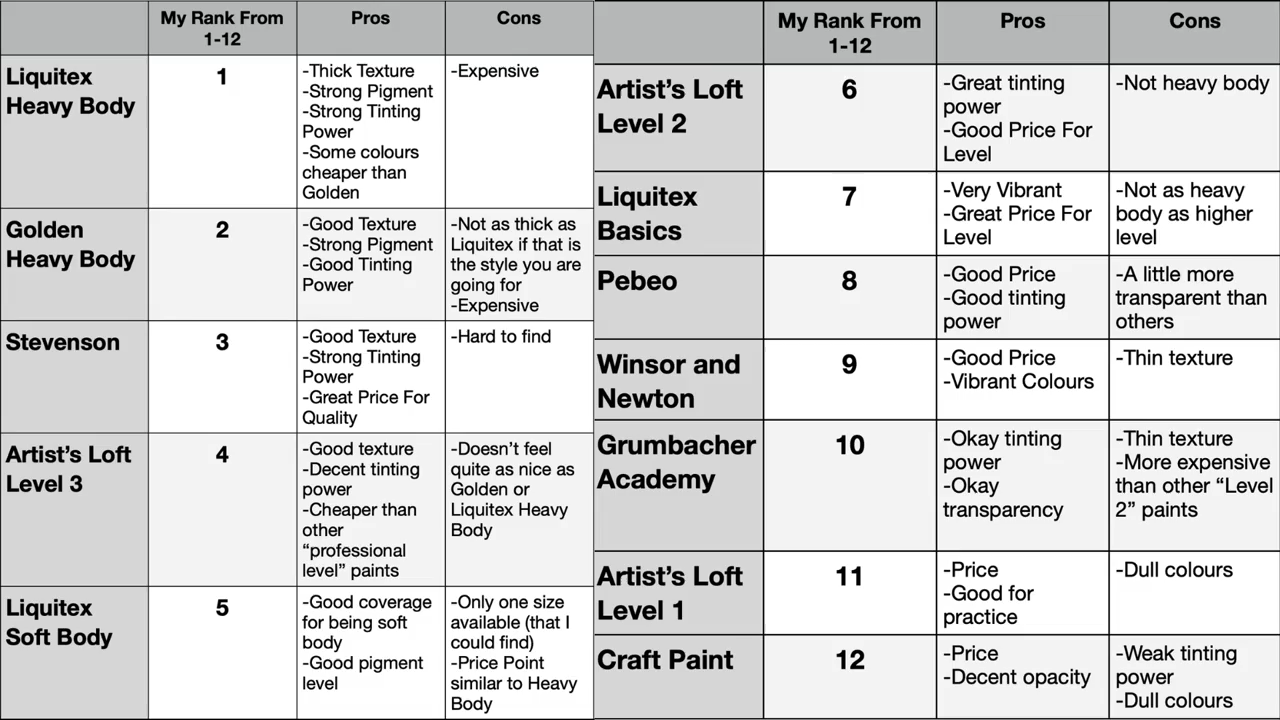 My Rank From
1-12
Pros
Cons
Liquitex
Heavy Body
1
-Thick Texture
-Strong Pigment
-Strong Tinting
Power
-Some colours
cheaper than
Golden
-Expensive
Golden
Heavy Body
2
-Good Texture
-Strong Pigment
-Good Tinting
Power
-Not as thick as
Liquitex if that is
the style you are
going for
-Expensive
Stevenson
3
-Good Texture
-Strong Tinting
Power
-Great Price For
Quality
-Hard to find
Artist’s Loft
Level 3
4
-Good texture
-Decent tinting
power
-Cheaper than
other
“professional
level” paints
-Doesn’t feel
quite as nice as
Golden or
Liquitex Heavy
Body
Liquitex
Soft Body
5
-Good coverage
for being soft
body
-Good pigment
level
-Only one size
available (that I
could find)
-Price Point
similar to Heavy
Body
My Rank From
1-12
Pros
Cons
Artist’s Loft
Level 2
6
-Great tinting
power
-Good Price For
Level
-Not heavy body
Liquitex
Basics
7
-Very Vibrant
-Great Price For
Level
-Not as heavy
body as higher
level
Pebeo
8
-Good Price
-Good tinting
power
-A little more
transparent than
others
Winsor and
Newton
9
-Good Price
-Vibrant Colours
-Thin texture
Grumbacher
Academy
10
-Okay tinting
power
-Okay
transparency
-Thin texture
-More expensive
than other “Level
2” paints
Artist’s Loft
Level 1
11
-Price
-Good for
practice
-Dull colours
Craft Paint
12
-Price
-Decent opacity
-Weak tinting
power
-Dull colours